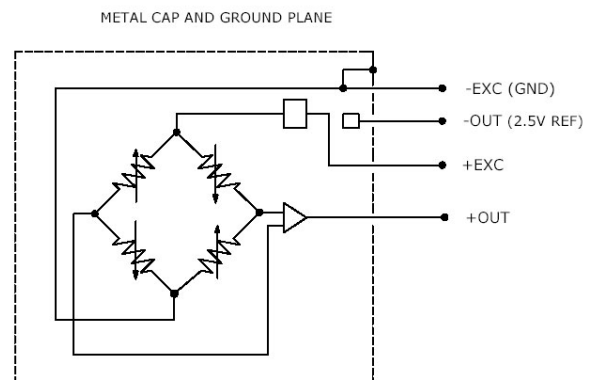 METAL CAP AND GROUND PLANE
-EXC (GND)
-OUT (2.5V REF)
+EXC
+OUT